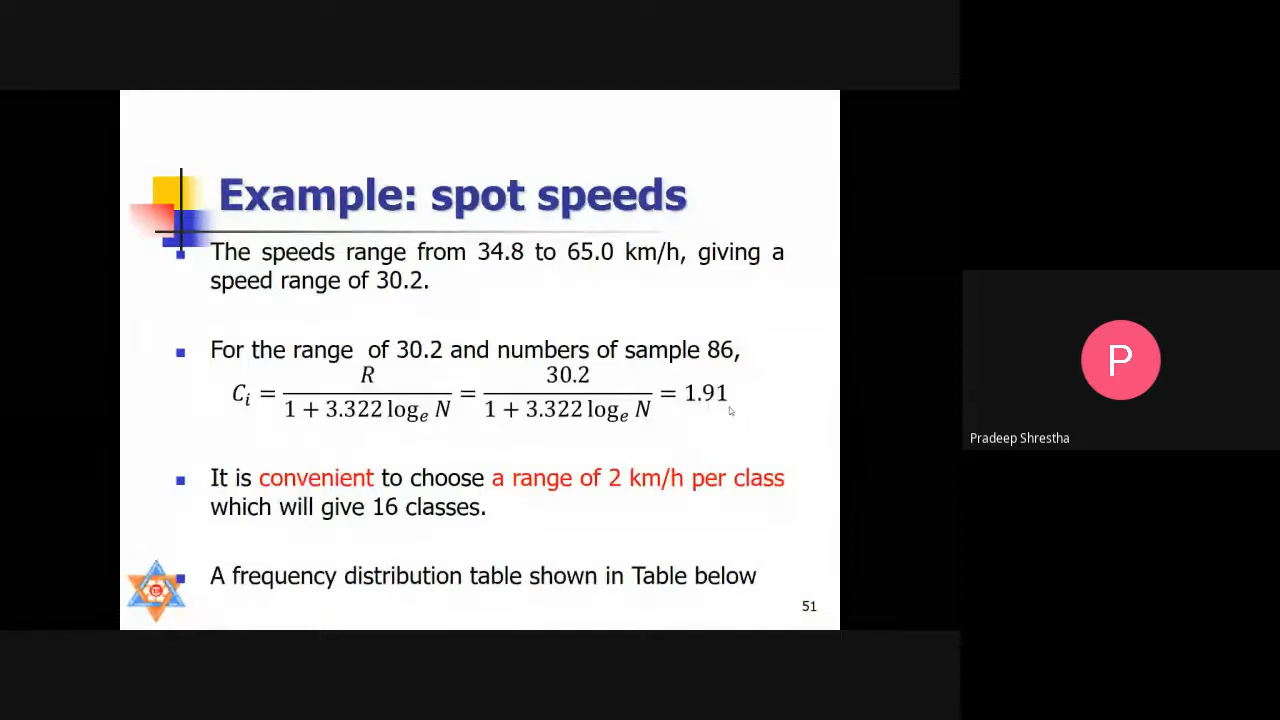 Example: spot speeds
The speeds range from 34.8 to 65.0 km/h, giving a
speed range of 30.2.
For the range of 30.2 and numbers of sample 86,
C_i = R / (1 + 3.322 log_e N) = 30.2 / (1 + 3.322 log_e N) = 1.91
It is convenient to choose a range of 2 km/h per class
which will give 16 classes.
A frequency distribution table shown in Table below
51
P
Pradeep Shrestha